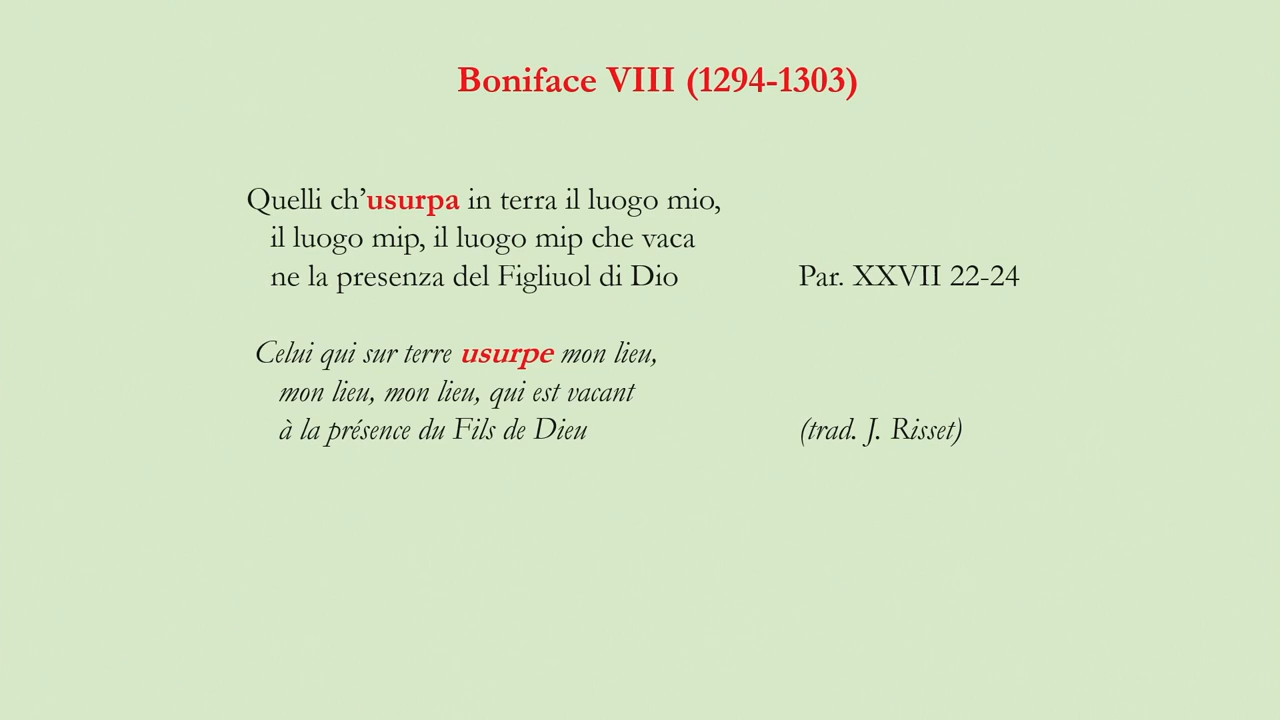 Boniface VIII (1294-1303)
Quelli ch’usurpa in terra il luogo mio,
il luogo mip, il luogo mip che vaca
ne la presenza del Figliuol di Dio Par. XXVII 22-24
Celui qui sur terre usurpe mon lieu,
mon lieu, mon lieu, qui est vacant
à la présence du Fils de Dieu (trad. J. Risset)